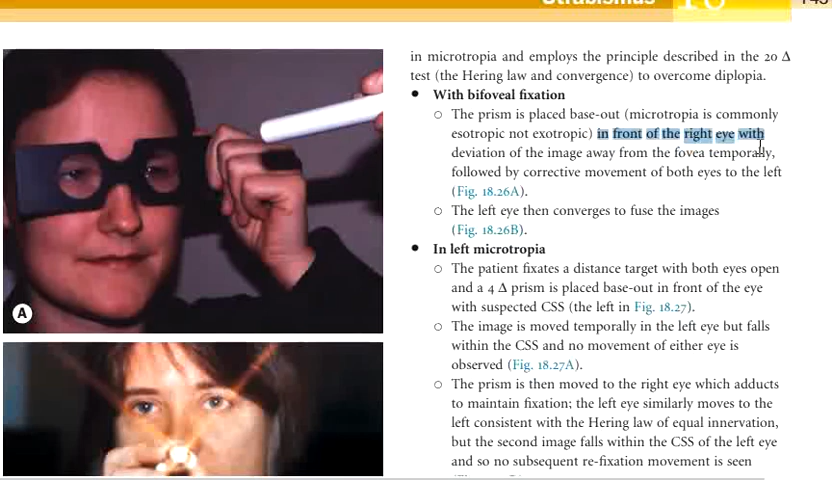 Strabismus
in microtropia and employs the principle described in the 20 Δ
test (the Hering law and convergence) to overcome diplopia.
● With bifoveal fixation
○ The prism is placed base-out (microtropia is commonly
esotropic not exotropic) in front of the right eye with
deviation of the image away from the fovea temporally,
followed by corrective movement of both eyes to the left
(Fig. 18.26A).
○ The left eye then converges to fuse the images
(Fig. 18.26B).
● In left microtropia
○ The patient fixates a distance target with both eyes open
and a 4 Δ prism is placed base-out in front of the eye
with suspected CSS (the left in Fig. 18.27).
○ The image is moved temporally in the left eye but falls
within the CSS and no movement of either eye is
observed (Fig. 18.27A).
○ The prism is then moved to the right eye which adducts
to maintain fixation; the left eye similarly moves to the
left consistent with the Hering law of equal innervation,
but the second image falls within the CSS of the left eye
and so no subsequent re-fixation movement is seen
A